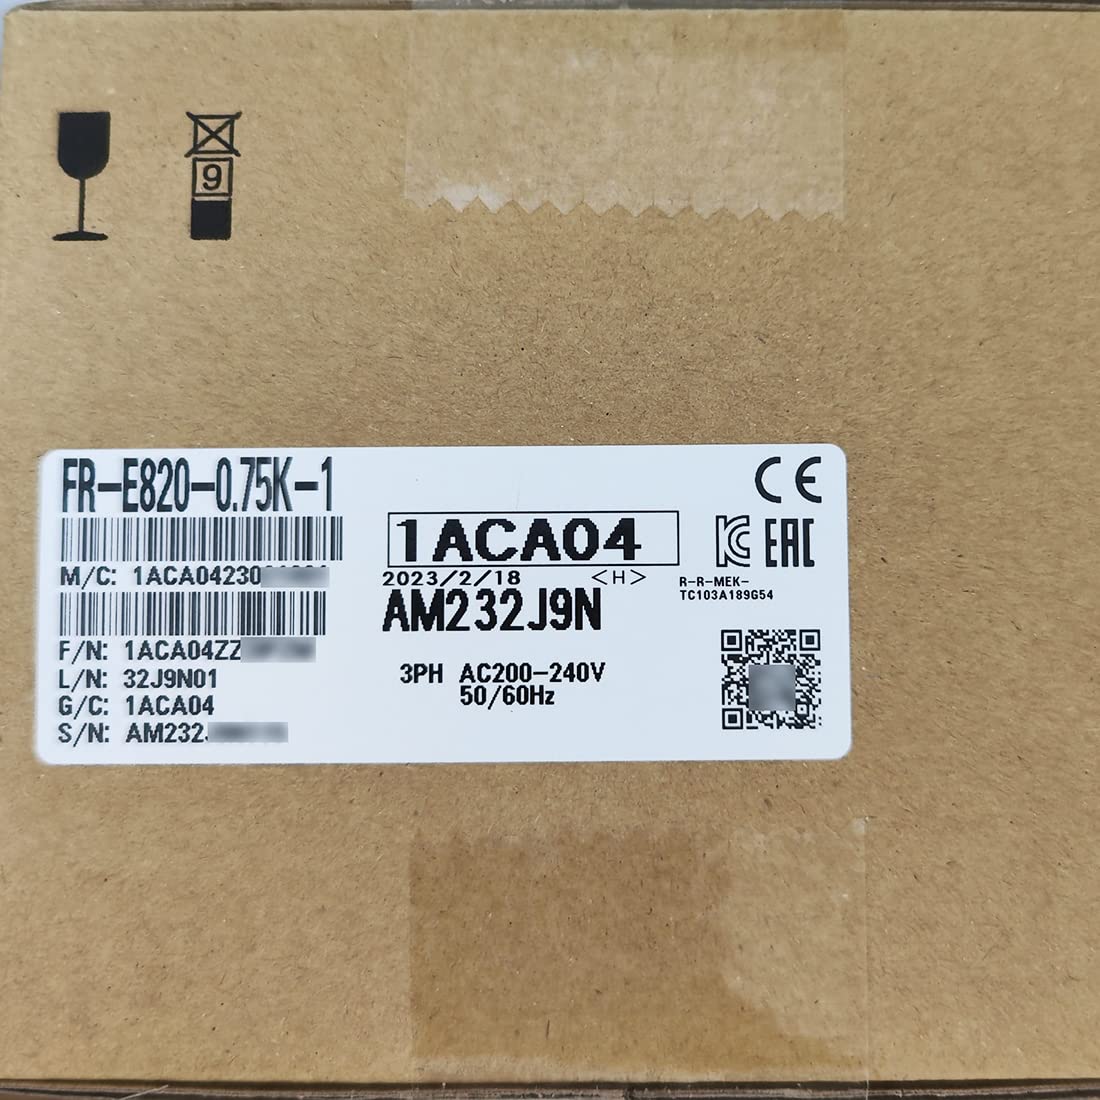 9
FR-E820-0.75K-1
CE
1ACA04
EAC
M/C: 1ACA04230
2023/2/18 <H>
R-R-MEK-
TC103A189G54
AM232J9N
F/N: 1ACA04ZZ
L/N: 32J9N01
G/C: 1ACA04
S/N: AM232
3PH AC200-240V
50/60Hz